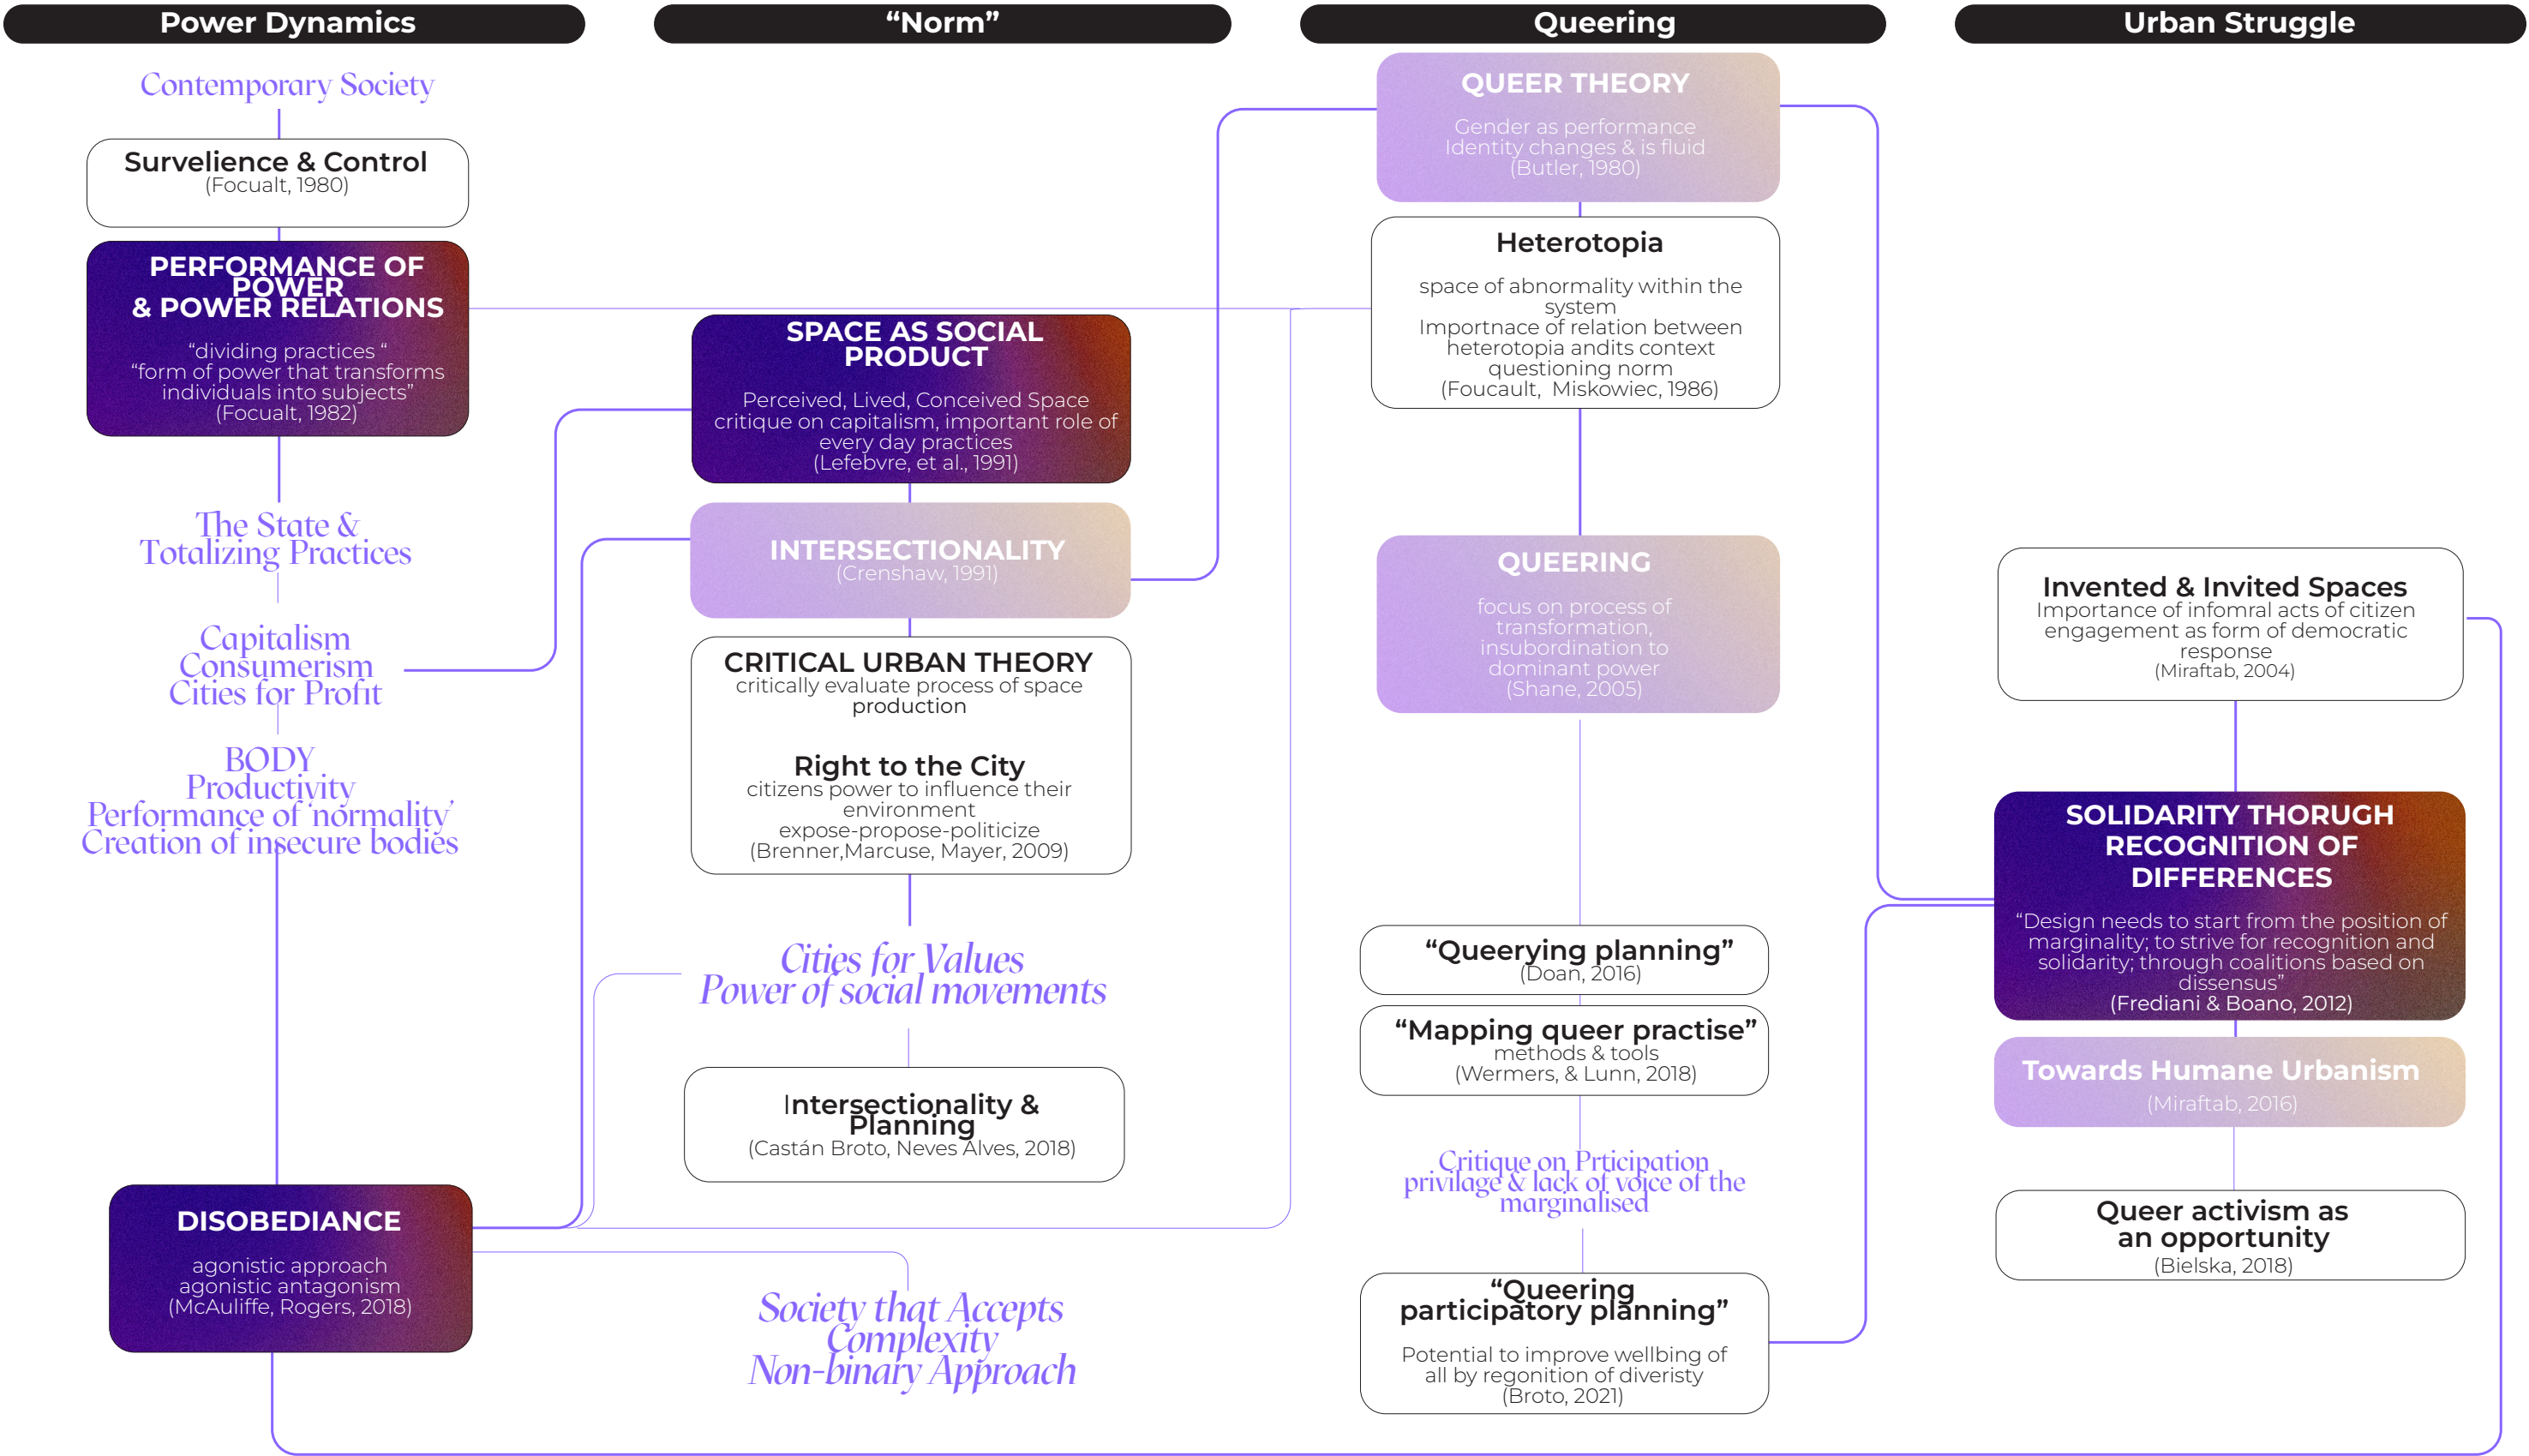 Power Dynamics
Contemporary Society
Survelience & Control
(Focualt, 1980)
PERFORMANCE OF
POWER
& POWER RELATIONS
“dividing practices “
“form of power that transforms
individuals into subjects”
(Focualt, 1982)
The State &
Totalizing Practices
Capitalism
Consumerism
Cities for Profit
BODY
Productivity
Performance of ‘normality’
Creation of insecure bodies
DISOBEDIANCE
agonistic approach
agonistic antagonism
(McAuliffe, Rogers, 2018)
“Norm”
SPACE AS SOCIAL
PRODUCT
Perceived, Lived, Conceived Space
critique on capitalism, important role of
every day practices
(Lefebvre, et al., 1991)
INTERSECTIONALITY
(Crenshaw, 1991)
CRITICAL URBAN THEORY
critically evaluate process of space
production
Right to the City
citizens power to influence their
environment
expose-propose-politicize
(Brenner,Marcuse, Mayer, 2009)
Cities for Values
Power of social movements
Intersectionality &
Planning
(Castán Broto, Neves Alves, 2018)
Society that Accepts
Complexity
Non-binary Approach
Queering
QUEER THEORY
Gender as performance
Identity changes & is fluid
(Butler, 1980)
Heterotopia
space of abnormality within the
system
Importnace of relation between
heterotopia andits context
questioning norm
(Foucault, Miskowiec, 1986)
QUEERING
focus on process of
transformation,
insubordination to
dominant power
(Shane, 2005)
“Queerying planning”
(Doan, 2016)
“Mapping queer practise”
methods & tools
(Wermers, & Lunn, 2018)
Critique on Prticipation
privilage & lack of voice of the
marginalised
“Queering
participatory planning”
Potential to improve wellbing of
all by regonition of diveristy
(Broto, 2021)
Urban Struggle
Invented & Invited Spaces
Importance of infomral acts of citizen
engagement as form of democratic
response
(Miraftab, 2004)
SOLIDARITY THORUGH
RECOGNITION OF
DIFFERENCES
“Design needs to start from the position of
marginality; to strive for recognition and
solidarity; through coalitions based on
dissensus”
(Frediani & Boano, 2012)
Towards Humane Urbanism
(Miraftab, 2016)
Queer activism as
an opportunity
(Bielska, 2018)